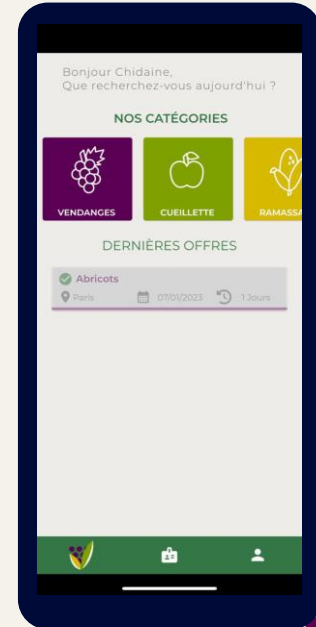 Bonjour Chidaine,
Que recherchez-vous aujourd'hui ?
NOS CATÉGORIES
VENDANGES CUEILLETTE RAMASSA
DERNIÈRES OFFRES
Abricots
Paris 07/01/2023 1 Jours